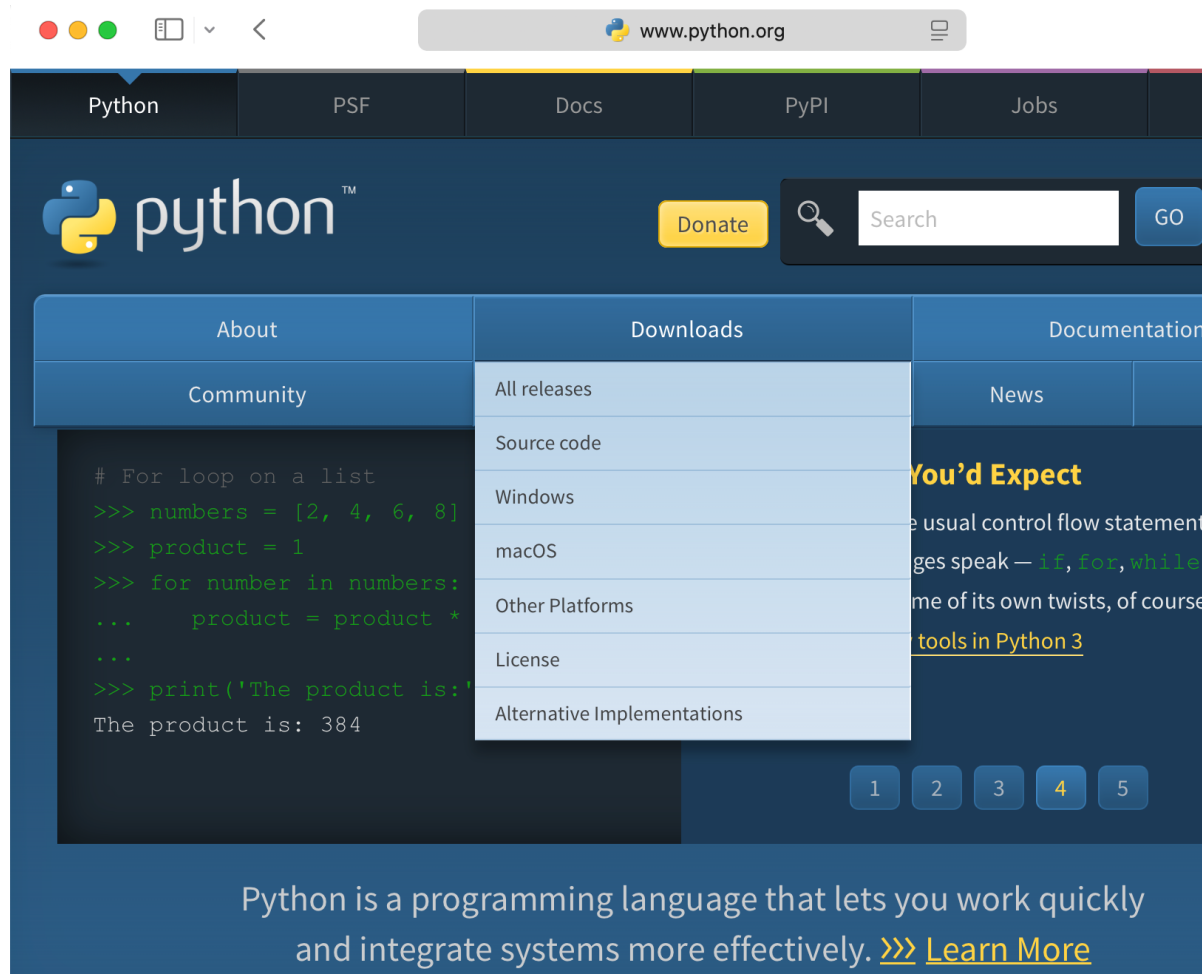 www.python.org
Python
PSF
Docs
PyPI
Jobs
python™
Donate
Search
GO
About
Downloads
Documentation
Community
News
All releases
Source code
Windows
macOS
Other Platforms
License
Alternative Implementations
# For loop on a list
>>> numbers = [2, 4, 6, 8]
>>> product = 1
>>> for number in numbers:
...    product = product *
...
>>> print('The product is:'
The product is: 384
You’d Expect
usual control flow statement
speak — if, for, while
of its own twists, of course
tools in Python 3
1
2
3
4
5
Python is a programming language that lets you work quickly
and integrate systems more effectively. >>> Learn More